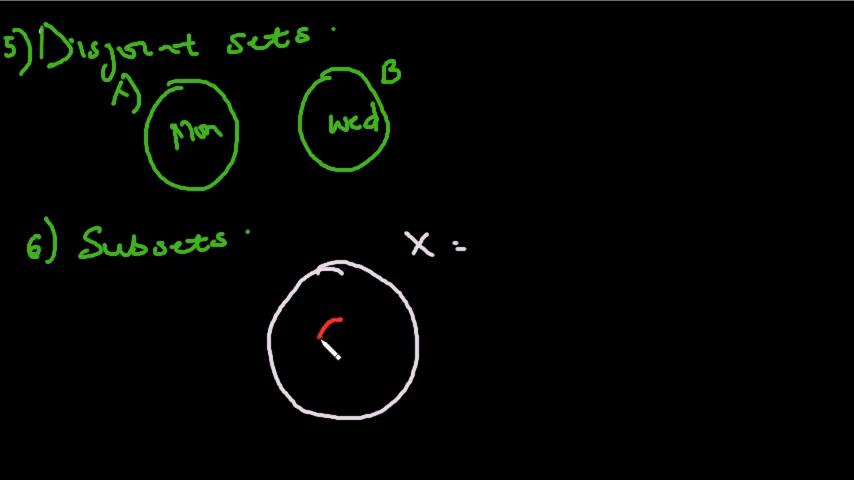 5) Disjoint sets.
A) B
Mon Wed
6) Subsets.
X =